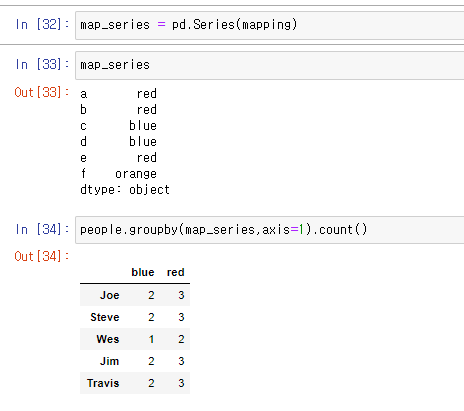 In [32]: map_series = pd.Series(mapping)
In [33]: map_series
Out[33]: a       red
b       red
c      blue
d      blue
e       red
f    orange
dtype: object
In [34]: people.groupby(map_series,axis=1).count()
Out[34]:
blue red
Joe 2 3
Steve 2 3
Wes 1 2
Jim 2 3
Travis 2 3